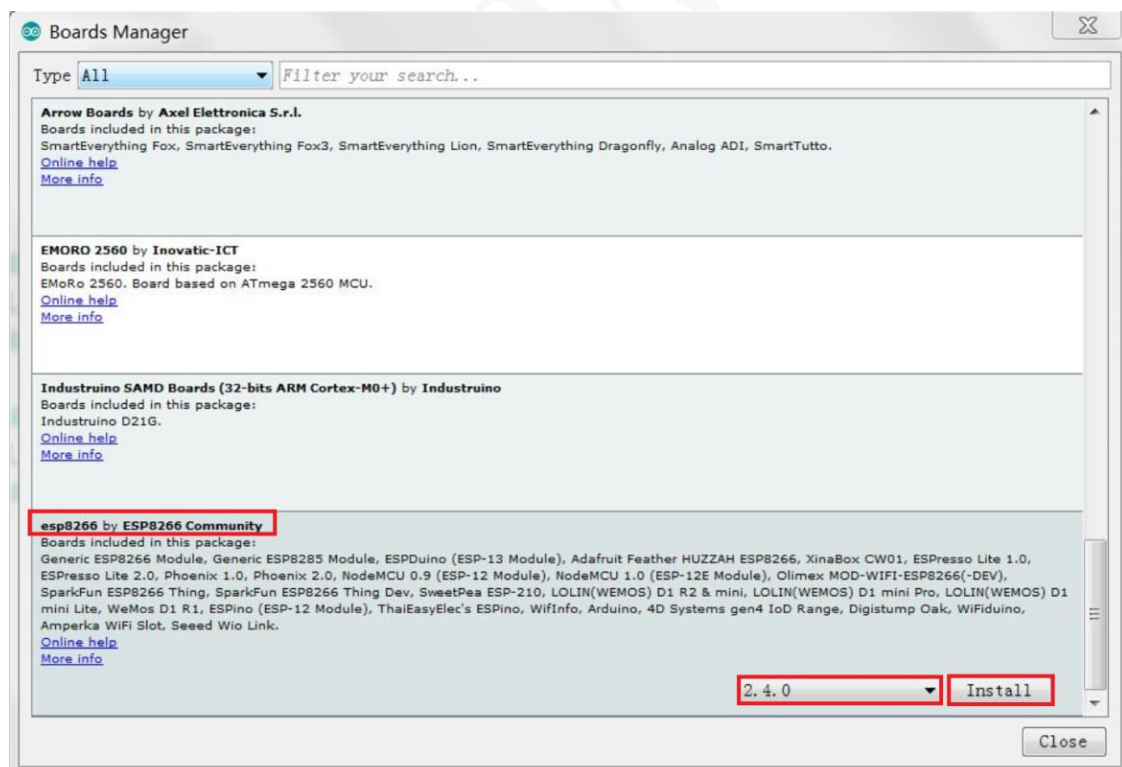 Boards Manager
Type All Filter your search...
Arrow Boards by Axel Elettronica S.r.l.
Boards included in this package:
SmartEverything Fox, SmartEverything Fox3, SmartEverything Lion, SmartEverything Dragonfly, Analog ADI, SmartTutto.
Online help
More info
EMORO 2560 by Inovatic-ICT
Boards included in this package:
EMoRo 2560. Board based on ATmega 2560 MCU.
Online help
More info
Industruino SAMD Boards (32-bits ARM Cortex-M0+) by Industruino
Boards included in this package:
Industruino D21G.
Online help
More info
esp8266 by ESP8266 Community
Boards included in this package:
Generic ESP8266 Module, Generic ESP8285 Module, ESPDuino (ESP-13 Module), Adafruit Feather HUZZAH ESP8266, XinaBox CW01, ESPresso Lite 1.0,
ESPresso Lite 2.0, Phoenix 1.0, Phoenix 2.0, NodeMCU 0.9 (ESP-12 Module), NodeMCU 1.0 (ESP-12E Module), Olimex MOD-WIFI-ESP8266(-DEV),
SparkFun ESP8266 Thing, SparkFun ESP8266 Thing Dev, SweetPea ESP-210, LOLIN(WEMOS) D1 R2 & mini, LOLIN(WEMOS) D1 mini Pro, LOLIN(WEMOS) D1
mini Lite, WeMos D1 R1, ESPino (ESP-12 Module), ThaiEasyElec's ESPino, WifInfo, Arduino, 4D Systems gen4 IoD Range, Digistump Oak, WiFiduino,
Amperka WiFi Slot, Seeed Wio Link.
Online help
More info
2.4.0 Install
Close